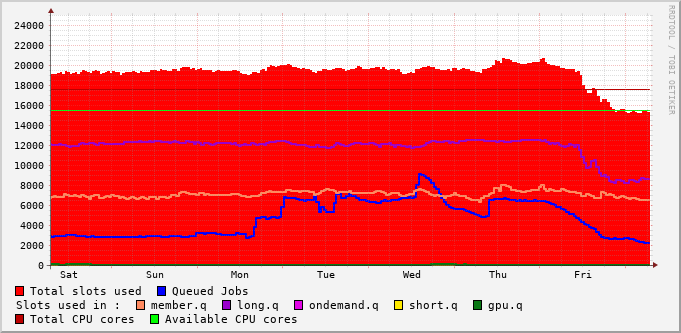 RRDTOOL / TOBI OETIKER
24000
22000
20000
18000
16000
14000
12000
10000
8000
6000
4000
2000
0
Sat Sun Mon Tue Wed Thu Fri
Total slots used Queued Jobs
Slots used in : member.q long.q ondemand.q short.q gpu.q
Total CPU cores Available CPU cores